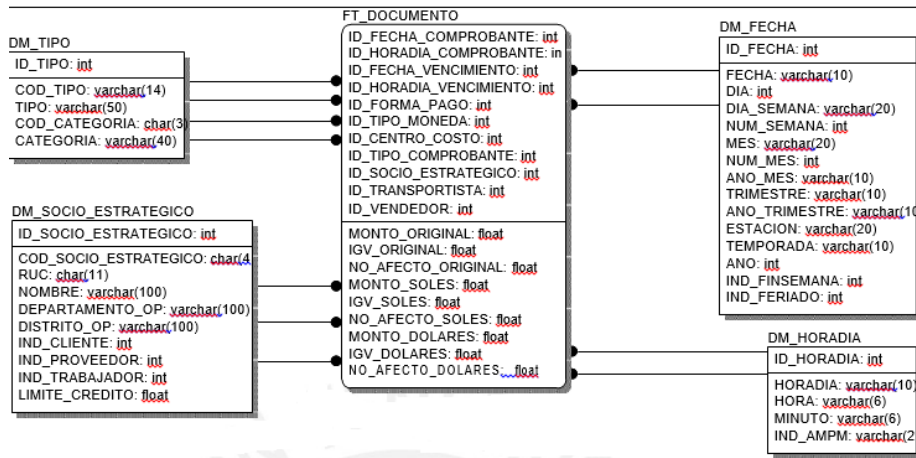 DM_TIPO
ID_TIPO: int
COD_TIPO: varchar(14)
TIPO: varchar(50)
COD_CATEGORIA: char(3)
CATEGORIA: varchar(40)
DM_SOCIO_ESTRATEGICO
ID_SOCIO_ESTRATEGICO: int
COD_SOCIO_ESTRATEGICO: char(4
RUC: char(11)
NOMBRE: varchar(100)
DEPARTAMENTO_OP: varchar(100)
DISTRITO_OP: varchar(100)
IND_CLIENTE: int
IND_PROVEEDOR: int
IND_TRABAJADOR: int
LIMITE_CREDITO: float
FT_DOCUMENTO
ID_FECHA_COMPROBANTE: int
ID_HORADIA_COMPROBANTE: in
ID_FECHA_VENCIMIENTO: int
ID_HORADIA_VENCIMIENTO: int
ID_FORMA_PAGO: int
ID_TIPO_MONEDA: int
ID_CENTRO_COSTO: int
ID_TIPO_COMPROBANTE: int
ID_SOCIO_ESTRATEGICO: int
ID_TRANSPORTISTA: int
ID_VENDEDOR: int
MONTO_ORIGINAL: float
IGV_ORIGINAL: float
NO_AFECTO_ORIGINAL: float
MONTO_SOLES: float
IGV_SOLES: float
NO_AFECTO_SOLES: float
MONTO_DOLARES: float
IGV_DOLARES: float
NO_AFECTO_DOLARES: float
DM_FECHA
ID_FECHA: int
FECHA: varchar(10)
DIA: int
DIA_SEMANA: varchar(20)
NUM_SEMANA: int
MES: varchar(20)
NUM_MES: int
ANO_MES: varchar(10)
TRIMESTRE: varchar(10)
ANO_TRIMESTRE: varchar(10
ESTACION: varchar(20)
TEMPORADA: varchar(10)
ANO: int
IND_FINSEMANA: int
IND_FERIADO: int
DM_HORADIA
ID_HORADIA: int
HORADIA: varchar(10)
HORA: varchar(6)
MINUTO: varchar(6)
IND_AMPM: varchar(2